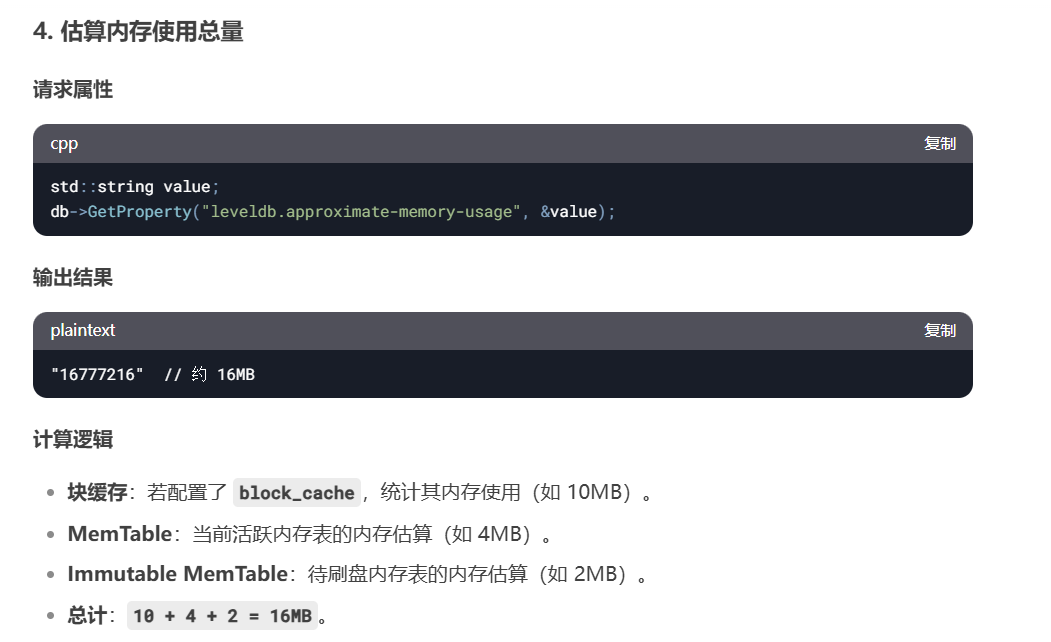 4. 估算内存使用总量
请求属性
cpp 复制
std::string value;
db->GetProperty("leveldb.approximate-memory-usage", &value);
输出结果
plaintext 复制
"16777216"  // 约 16MB
计算逻辑
• 块缓存：若配置了 block_cache，统计其内存使用（如 10MB）。
• MemTable：当前活跃内存表的内存估算（如 4MB）。
• Immutable MemTable：待刷盘内存表的内存估算（如 2MB）。
• 总计：10 + 4 + 2 = 16MB。